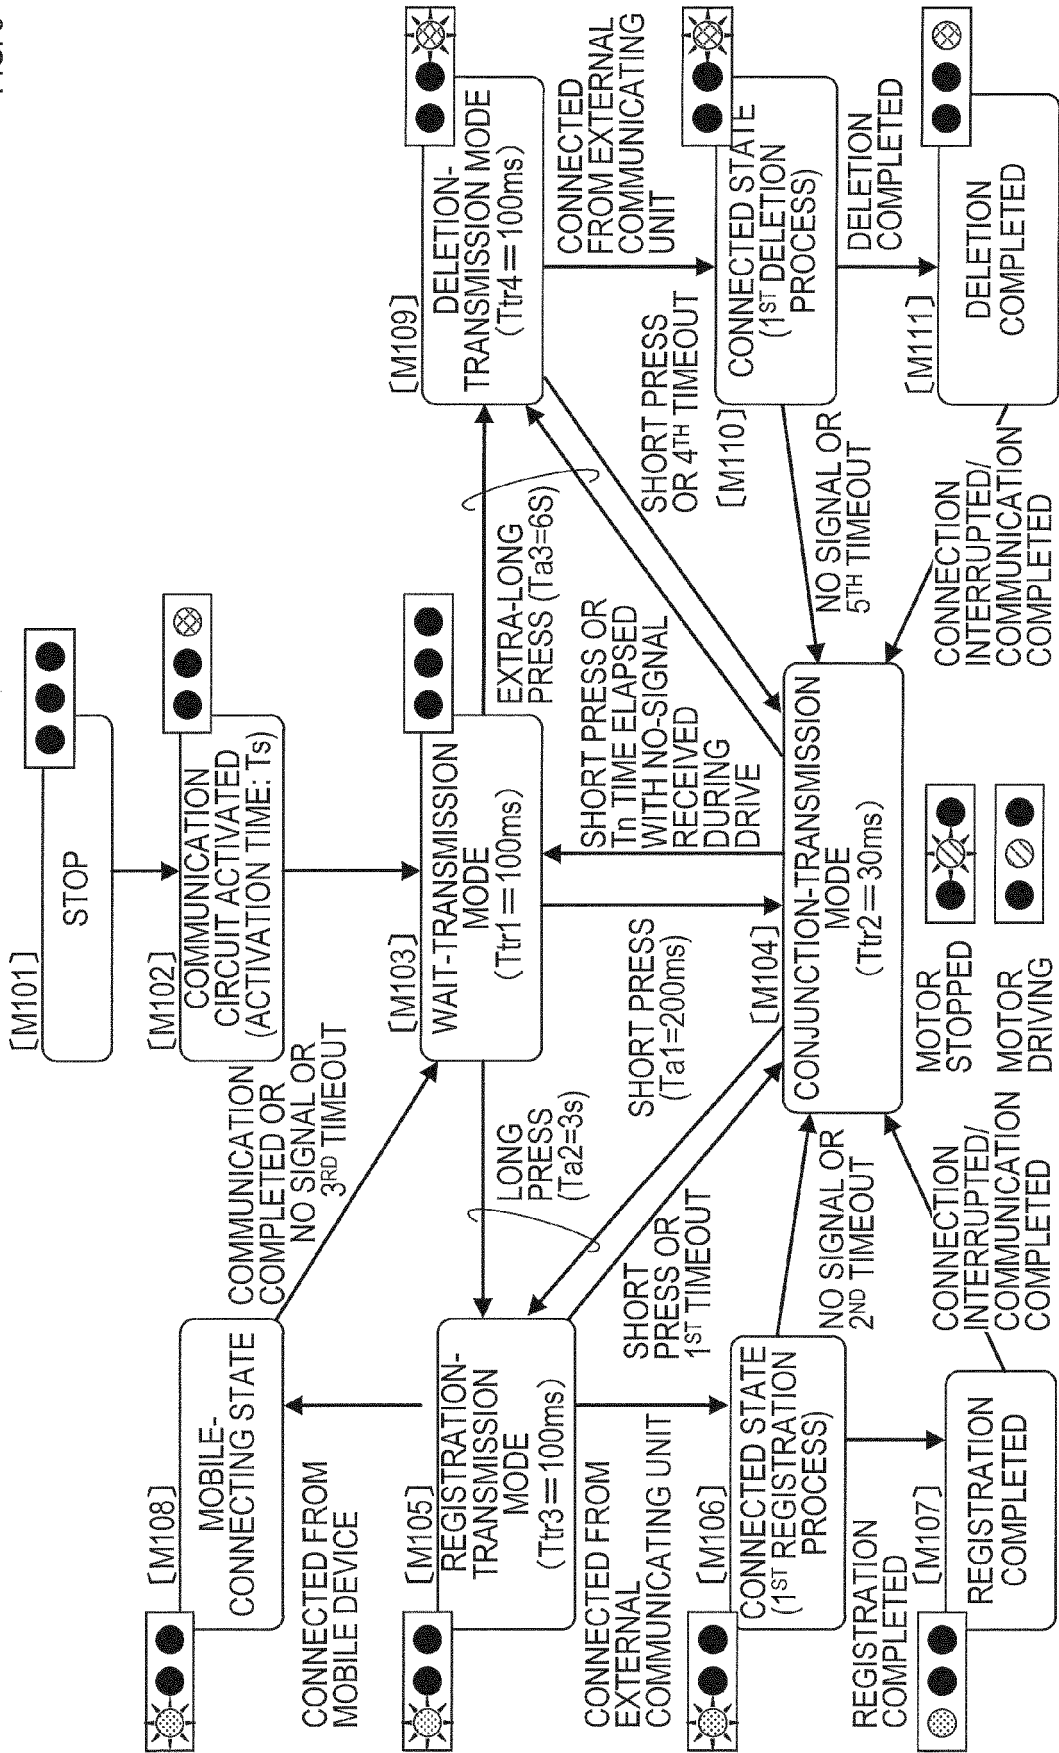 [M101]
STOP
[M102]
COMMUNICATION
CIRCUIT ACTIVATED
(ACTIVATION TIME: Ts)
[M108]
MOBILE-
CONNECTING STATE
COMMUNICATION
COMPLETED OR
NO SIGNAL OR
3RD TIMEOUT
CONNECTED FROM
MOBILE DEVICE
[M103]
WAIT-TRANSMISSION
MODE
(Ttr1=100ms)
[M105]
REGISTRATION-
TRANSMISSION
MODE
(Ttr3=100ms)
LONG
PRESS
(Ta2=3s)
EXTRA-LONG
PRESS (Ta3=6S)
[M109]
DELETION-
TRANSMISSION MODE
(Ttr4=100ms)
CONNECTED FROM
EXTERNAL
COMMUNICATING UNIT
SHORT
PRESS OR
1ST TIMEOUT
SHORT PRESS
(Ta1=200ms)
SHORT PRESS OR
Tn TIME ELAPSED
WITH NO-SIGNAL
RECEIVED
DURING
DRIVE
SHORT PRESS
OR 4TH TIMEOUT
CONNECTED
FROM EXTERNAL
COMMUNICATING
UNIT
[M106]
CONNECTED STATE
(1ST REGISTRATION
PROCESS)
[M104]
CONJUNCTION-TRANSMISSION
MODE
(Ttr2=30ms)
[M110]
CONNECTED STATE
(1ST DELETION
PROCESS)
NO SIGNAL OR
2ND TIMEOUT
NO SIGNAL OR
5TH TIMEOUT
REGISTRATION
COMPLETED
DELETION
COMPLETED
[M107]
REGISTRATION
COMPLETED
CONNECTION
INTERRUPTED/
COMMUNICATION
COMPLETED
MOTOR
STOPPED
MOTOR
DRIVING
CONNECTION
INTERRUPTED/
COMMUNICATION
COMPLETED
[M111]
DELETION
COMPLETED